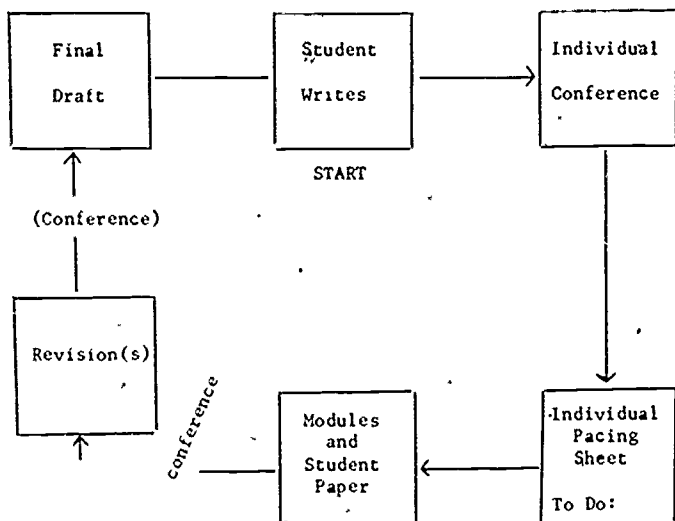 Final
Draft
Student
Writes
START
Individual
Conference
(Conference)
Revision(s)
conference
Modules
and
Student
Paper
Individual
Pacing
Sheet
To Do: